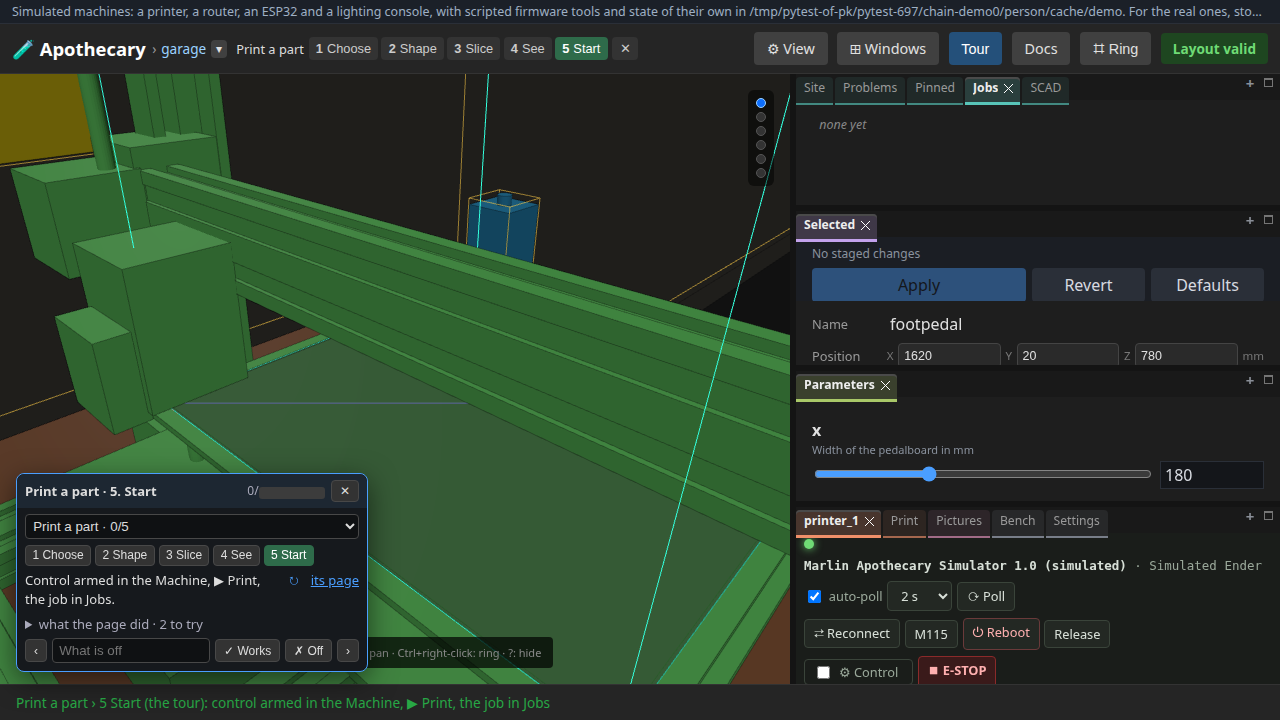 Simulated machines: a printer, a router, an ESP32 and a lighting console, with scripted firmware tools and state of their own in /tmp/pytest-of-pk/pytest-697/chain-demo0/person/cache/demo. For the real ones, sto...
Apothecary › garage ▾ Print a part 1 Choose 2 Shape 3 Slice 4 See 5 Start ✕ ⚙ View ⊞ Windows Tour Docs Ring Layout valid
Site Problems Pinned Jobs SCAD
none yet
Selected
No staged changes
Apply Revert Defaults
Name footpedal
Position X 1620 Y 20 Z 780 mm
Parameters
x
Width of the pedalboard in mm
180
printer_1 Print Pictures Bench Settings
Marlin Apothecary Simulator 1.0 (simulated) · Simulated Ender
auto-poll 2 s ⟳ Poll
⇄ Reconnect M115 Reboot Release
⚙ Control ■ E-STOP
Print a part · 5. Start 0/ ✕
Print a part · 0/5
1 Choose 2 Shape 3 Slice 4 See 5 Start
Control armed in the Machine, ▶ Print, ↻ its page
the job in Jobs.
▶ what the page did · 2 to try
‹ What is off ✓ Works ✗ Off ›
pan · Ctrl+right-click: ring · ?: hide
Print a part › 5 Start (the tour): control armed in the Machine, ▶ Print, the job in Jobs